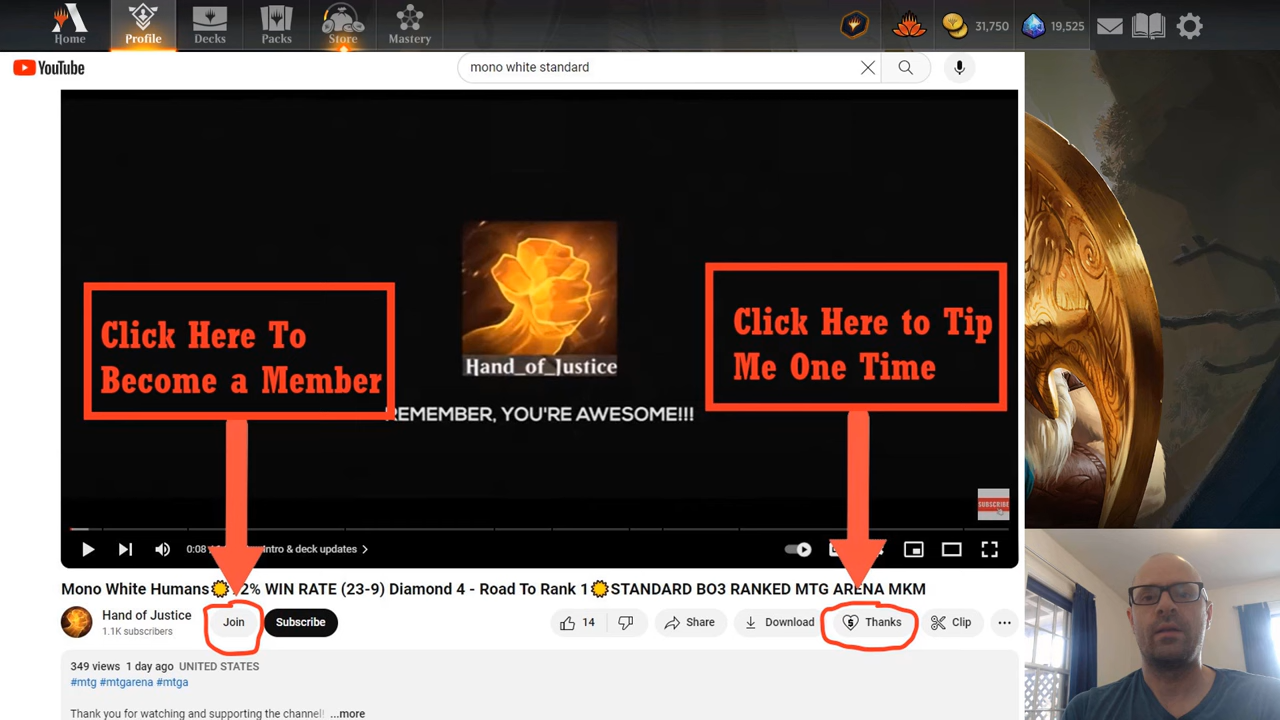 Home
Profile
Decks
Packs
Store
Mastery
31,750
19,525
YouTube
mono white standard
Hand_of_Justice
Click Here To
Become a Member
Click Here to Tip
Me One Time
REMEMBER, YOU'RE AWESOME!!!
SUBSCRIBE
0:08
Intro & deck updates
Mono White Humans 2% WIN RATE (23-9) Diamond 4 - Road To Rank 1 STANDARD BO3 RANKED MTG ARENA MKM
Hand of Justice
1.1K subscribers
Join
Subscribe
14
Share
Download
Thanks
Clip
349 views 1 day ago UNITED STATES
#mtg #mtgarena #mtga
Thank you for watching and supporting the channel! ...more